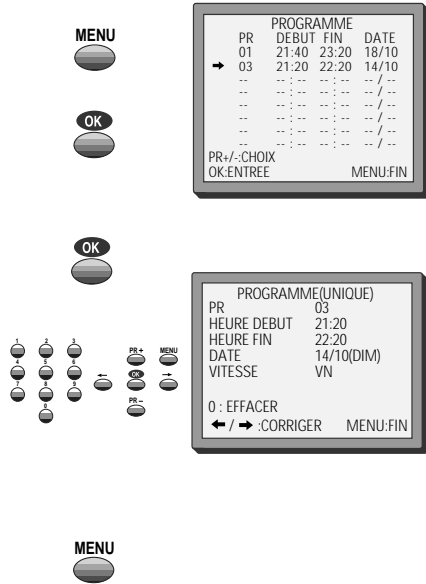 MENU
OK
PROGRAMME
PR DEBUT FIN DATE
01 21:40 23:20 18/10
➡ 03 21:20 22:20 14/10
-- -- : -- -- : -- -- / --
-- -- : -- -- : -- -- / --
-- -- : -- -- : -- -- / --
-- -- : -- -- : -- -- / --
-- -- : -- -- : -- -- / --
-- -- : -- -- : -- -- / --
PR+/-:CHOIX
OK:ENTREE MENU:FIN
OK
1 2 3
4 5 6
7 8 9
0
PR + MENU
← OK →
PR –
PROGRAMME(UNIQUE)
PR 03
HEURE DEBUT 21:20
HEURE FIN 22:20
DATE 14/10(DIM)
VITESSE VN
0 : EFFACER
⬅ / ➡ :CORRIGER MENU:FIN
MENU